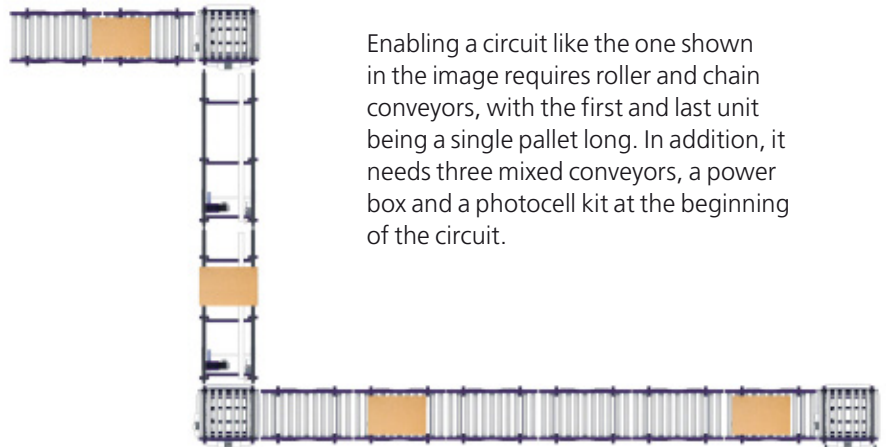 Enabling a circuit like the one shown
in the image requires roller and chain
conveyors, with the first and last unit
being a single pallet long. In addition, it
needs three mixed conveyors, a power
box and a photocell kit at the beginning
of the circuit.